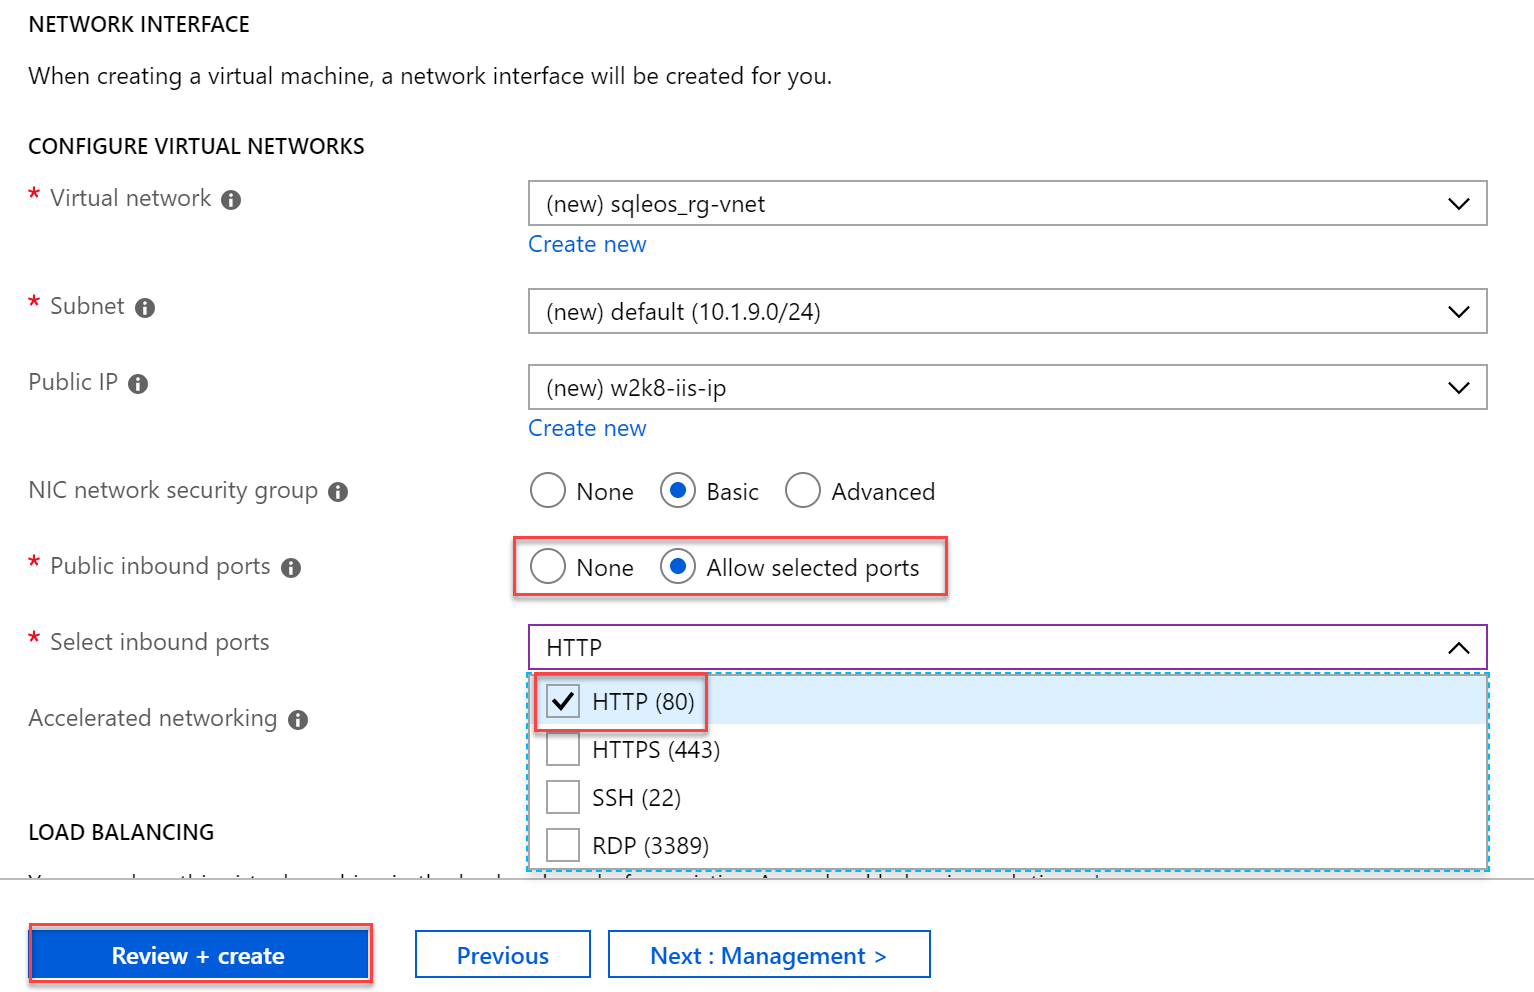 NETWORK INTERFACE
When creating a virtual machine, a network interface will be created for you.
CONFIGURE VIRTUAL NETWORKS
* Virtual network
(new) sqleos_rg-vnet
Create new
* Subnet
(new) default (10.1.9.0/24)
Public IP
(new) w2k8-iis-ip
Create new
NIC network security group
None Basic Advanced
* Public inbound ports
None Allow selected ports
* Select inbound ports
HTTP
HTTP (80)
Accelerated networking
HTTPS (443)
SSH (22)
RDP (3389)
LOAD BALANCING
Review + create Previous Next : Management >